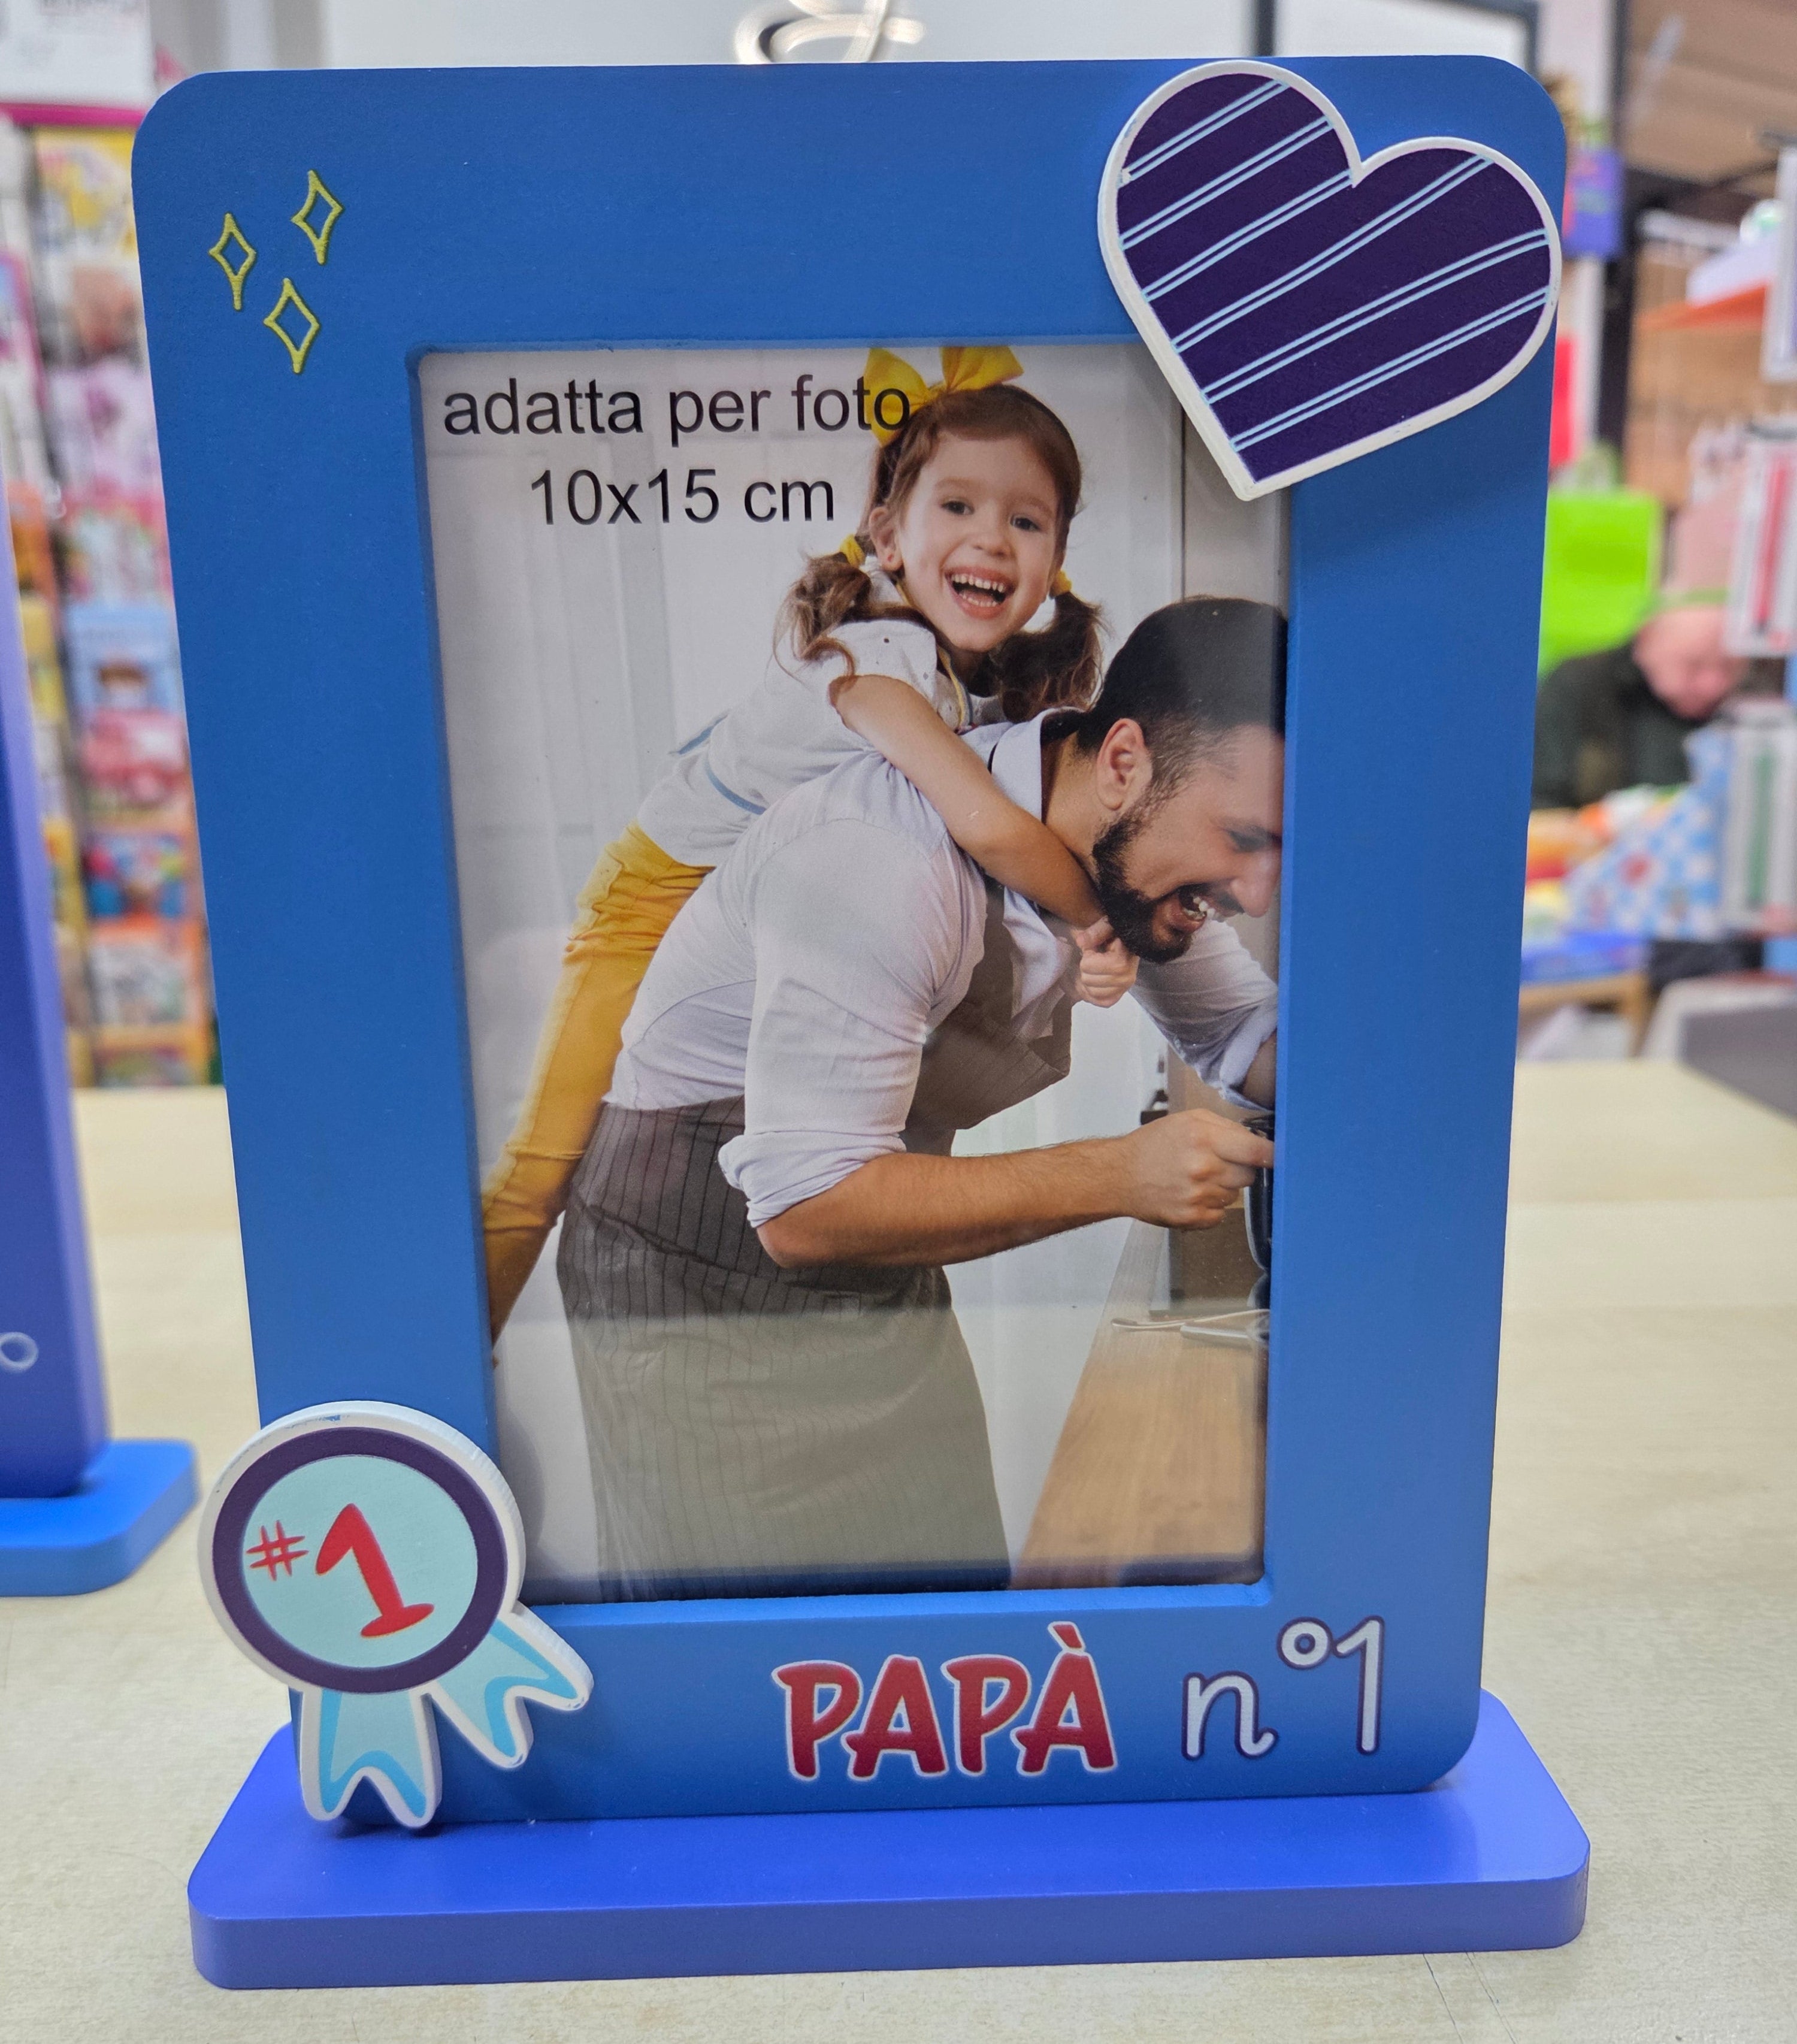 adatta per foto
10x15 cm
#1
PAPÀ n°1